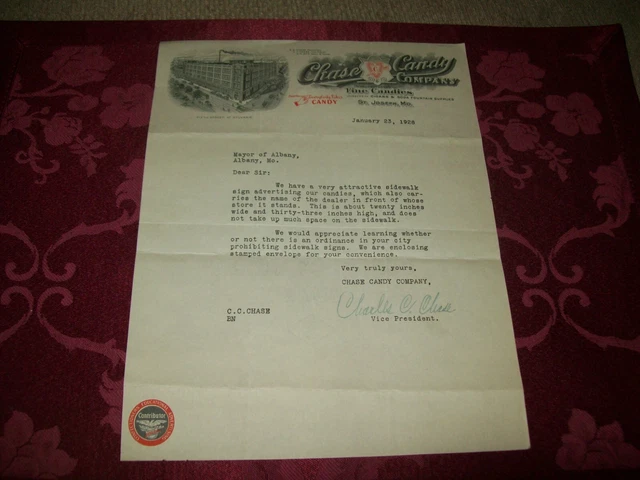 Chase Candy
COMPANY
Fine Candies
CANDY
St. Joseph, Mo.
January 23, 1928
Mayor of Albany,
Albany, Mo.
Dear Sir:
We have a very attractive sidewalk
sign advertising our candies, which also car-
ries the name of the dealer in front of whose
store it stands. This is about twenty inches
wide and thirty-three inches high, and does
not take up much space on the sidewalk.
We would appreciate learning whether
or not there is an ordinance in your city
prohibiting sidewalk signs. We are enclosing
stamped envelope for your convenience.
Very truly yours,
CHASE CANDY COMPANY,
Charles C. Chase
C.C.CHASE
Vice President.
BN
Contributor